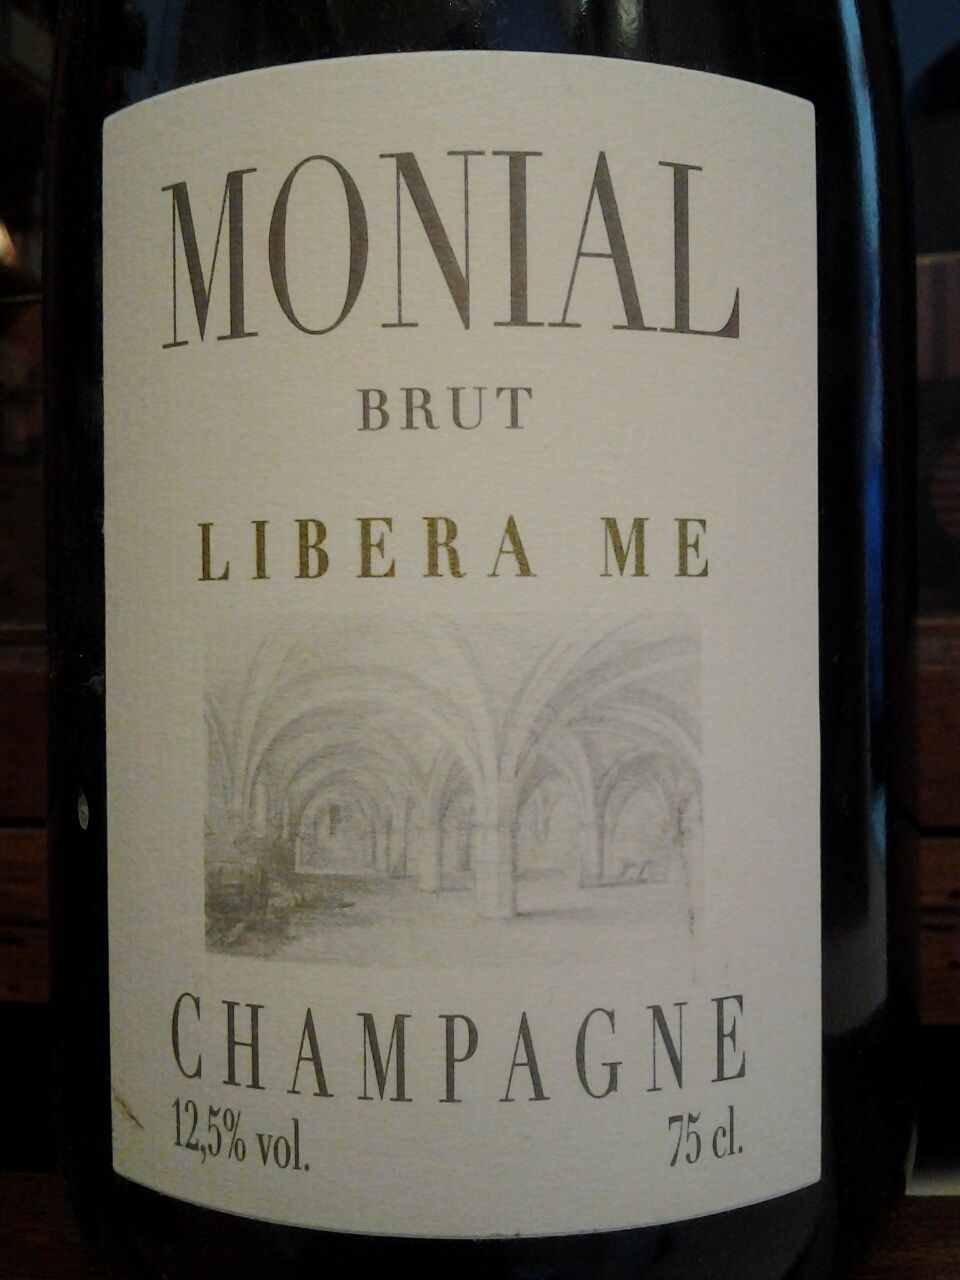 MONIAL
BRUT
LIBERA ME
CHAMPAGNE
12,5% vol. 75 cl.